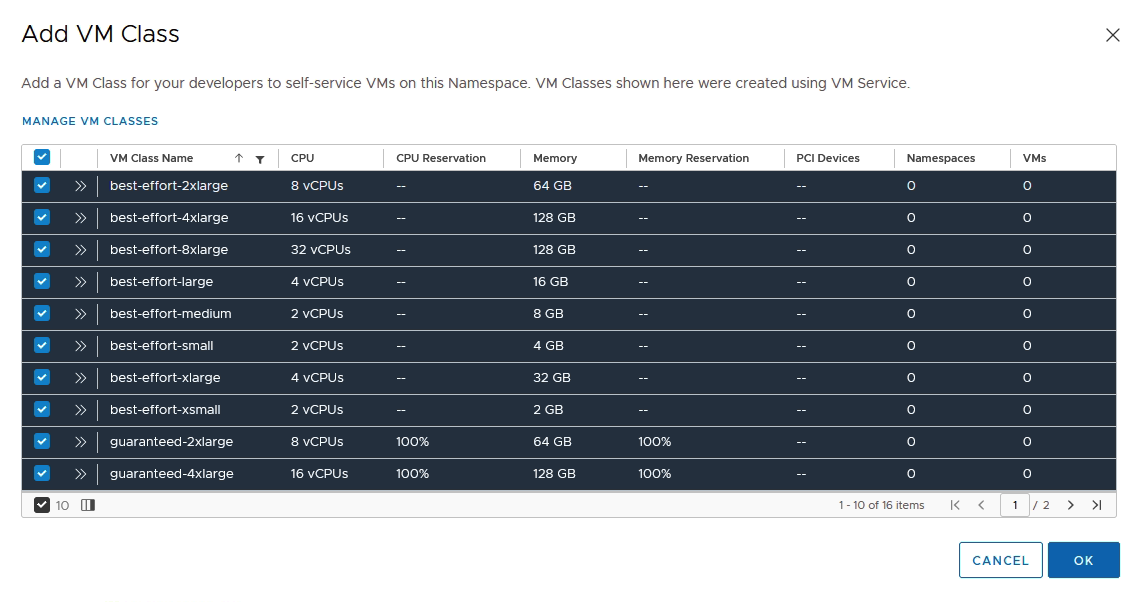 Add VM Class
Add a VM Class for your developers to self-service VMs on this Namespace. VM Classes shown here were created using VM Service.
MANAGE VM CLASSES
VM Class Name CPU CPU Reservation Memory Memory Reservation PCI Devices Namespaces VMs
best-effort-2xlarge 8 vCPUs -- 64 GB -- -- 0 0
best-effort-4xlarge 16 vCPUs -- 128 GB -- -- 0 0
best-effort-8xlarge 32 vCPUs -- 128 GB -- -- 0 0
best-effort-large 4 vCPUs -- 16 GB -- -- 0 0
best-effort-medium 2 vCPUs -- 8 GB -- -- 0 0
best-effort-small 2 vCPUs -- 4 GB -- -- 0 0
best-effort-xlarge 4 vCPUs -- 32 GB -- -- 0 0
best-effort-xsmall 2 vCPUs -- 2 GB -- -- 0 0
guaranteed-2xlarge 8 vCPUs 100% 64 GB 100% -- 0 0
guaranteed-4xlarge 16 vCPUs 100% 128 GB 100% -- 0 0
10 1 - 10 of 16 items 1 / 2
CANCEL OK